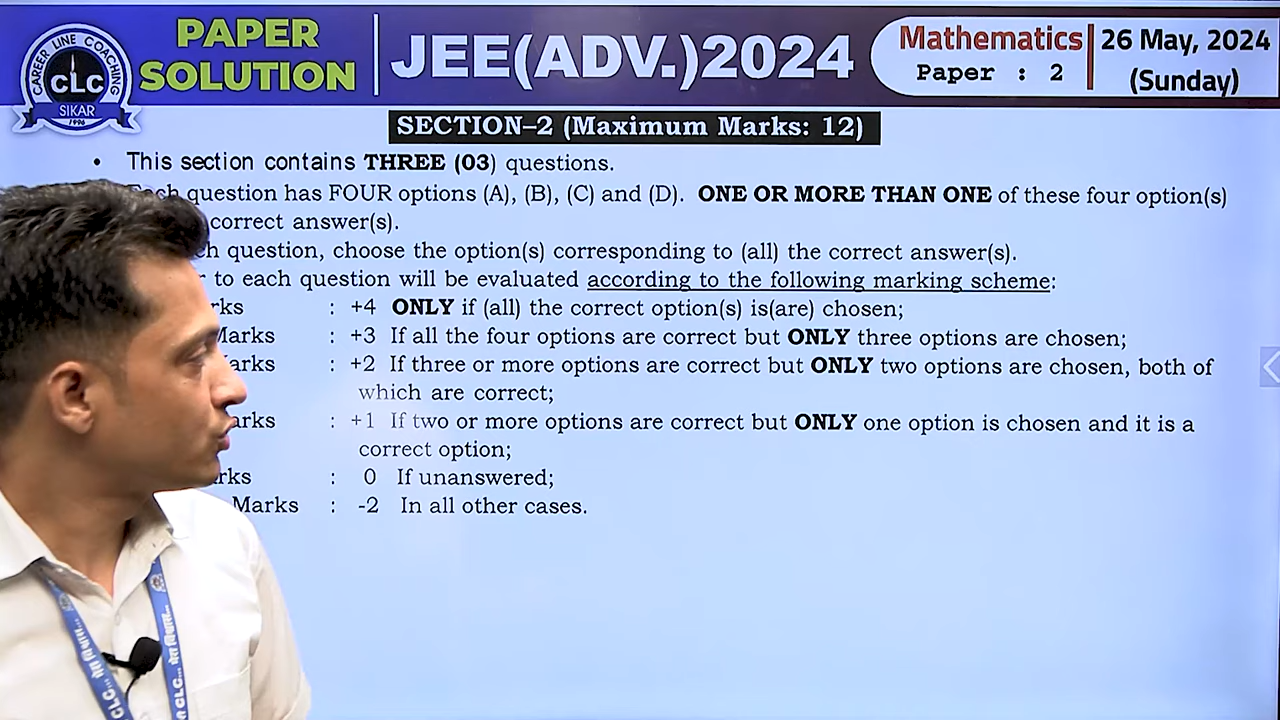 CAREER LINE COACHING
CLC
SIKAR
1996
PAPER
SOLUTION
JEE(ADV.)2024
Mathematics
Paper : 2
26 May, 2024
(Sunday)
SECTION–2 (Maximum Marks: 12)
• This section contains THREE (03) questions.
Each question has FOUR options (A), (B), (C) and (D). ONE OR MORE THAN ONE of these four option(s)
correct answer(s).
question, choose the option(s) corresponding to (all) the correct answer(s).
to each question will be evaluated according to the following marking scheme:
: +4 ONLY if (all) the correct option(s) is(are) chosen;
Marks : +3 If all the four options are correct but ONLY three options are chosen;
: +2 If three or more options are correct but ONLY two options are chosen, both of
which are correct;
: +1 If two or more options are correct but ONLY one option is chosen and it is a
correct option;
: 0 If unanswered;
Marks : -2 In all other cases.
CLC...
CLC...